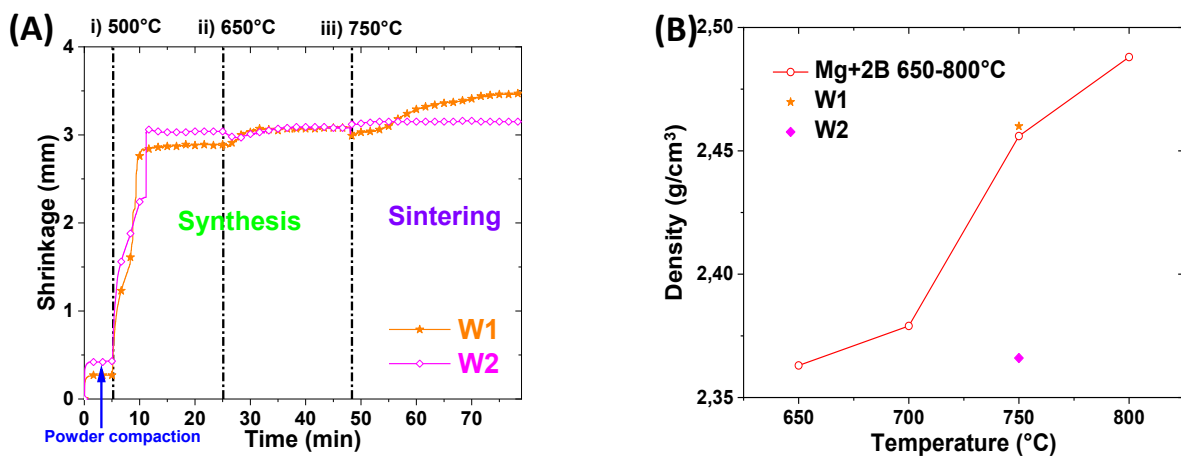 (A)
i) 500°C ii) 650°C iii) 750°C
Shrinkage (mm)
4
3
2
1
0
Synthesis
Sintering
W1
W2
0 10 20 30 40 50 60 70
Powder compaction
Time (min)
(B)
Density (g/cm³)
2,50
2,45
2,40
2,35
Mg+2B 650-800°C
W1
W2
650 700 750 800
Temperature (°C)